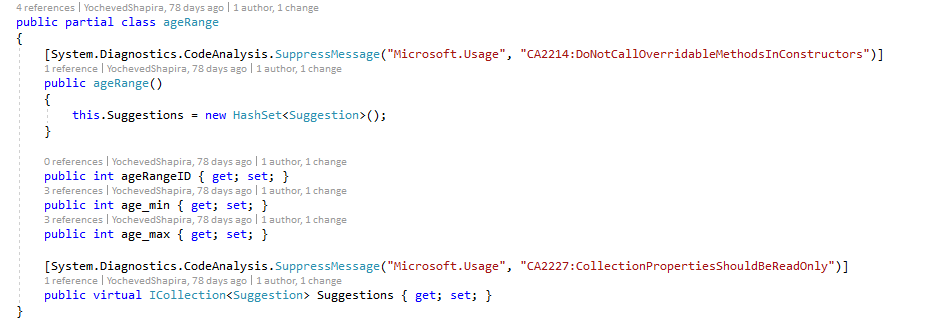 4 references | YochevedShapira, 78 days ago | 1 author, 1 change
public partial class ageRange
{
[System.Diagnostics.CodeAnalysis.SuppressMessage("Microsoft.Usage", "CA2214:DoNotCallOverridableMethodsInConstructors")]
1 reference | YochevedShapira, 78 days ago | 1 author, 1 change
public ageRange()
{
this.Suggestions = new HashSet<Suggestion>();
}
0 references | YochevedShapira, 78 days ago | 1 author, 1 change
public int ageRangeID { get; set; }
3 references | YochevedShapira, 78 days ago | 1 author, 1 change
public int age_min { get; set; }
3 references | YochevedShapira, 78 days ago | 1 author, 1 change
public int age_max { get; set; }
[System.Diagnostics.CodeAnalysis.SuppressMessage("Microsoft.Usage", "CA2227:CollectionPropertiesShouldBeReadOnly")]
1 reference | YochevedShapira, 78 days ago | 1 author, 1 change
public virtual ICollection<Suggestion> Suggestions { get; set; }
}